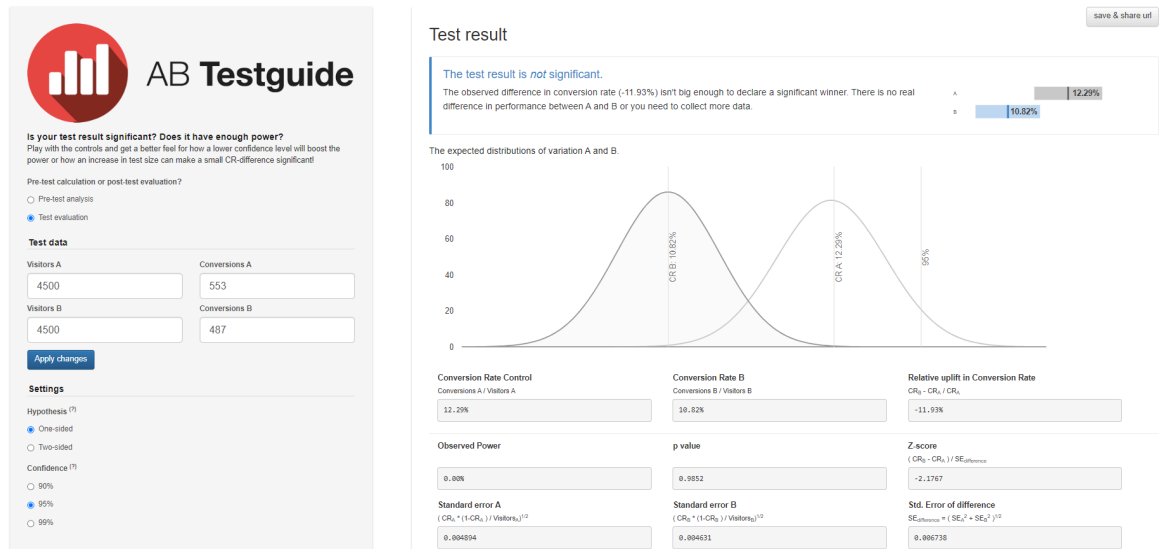 AB Testguide
Is your test result significant? Does it have enough power?
Play with the controls and get a better feel for how a lower confidence level will boost the
power or how an increase in test size can make a small CR-difference significant!
Pre-test calculation or post-test evaluation?
Pre-test analysis
Test evaluation
Test data
Visitors A Conversions A
4500 553
Visitors B Conversions B
4500 487
Apply changes
Settings
Hypothesis (?)
One-sided
Two-sided
Confidence (?)
90%
95%
99%
save & share url
Test result
The test result is not significant.
The observed difference in conversion rate (-11.93%) isn't big enough to declare a significant winner. There is no real
difference in performance between A and B or you need to collect more data.
A 12.29%
B 10.82%
The expected distributions of variation A and B.
100
80
60
40
20
0
CR B: 10.82%
CR A: 12.29%
95%
Conversion Rate Control Conversion Rate B Relative uplift in Conversion Rate
Conversions A / Visitors A Conversions B / Visitors B CRB - CRA / CRA
12.29% 10.82% -11.93%
Observed Power p value Z-score
( CRB - CRA ) / SEdifference
0.00% 0.9852 -2.1767
Standard error A Standard error B Std. Error of difference
( CRA * (1-CRA ) / VisitorsA)1/2 ( CRB * (1-CRB ) / VisitorsB)1/2 SEdifference = ( SEA2 + SEB2 )1/2
0.004894 0.004631 0.006738